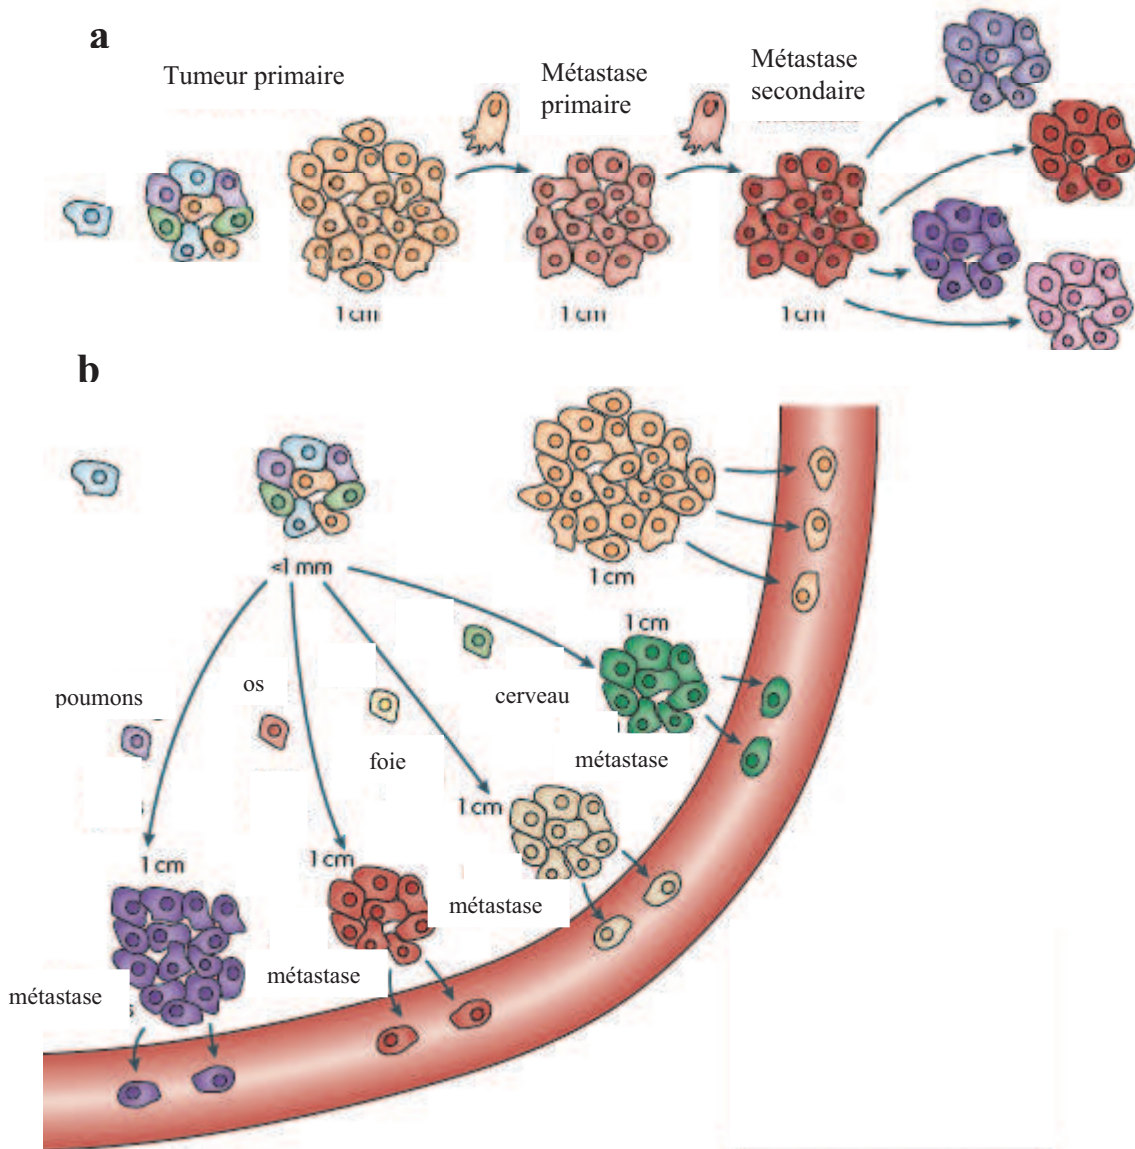 a
Tumeur primaire
Métastase
primaire
Métastase
secondaire
1 cm
1 cm
1 cm
b
<1 mm
1 cm
1 cm
poumons
os
cerveau
foie
métastase
1 cm
1 cm
1 cm
métastase
métastase
métastase
s